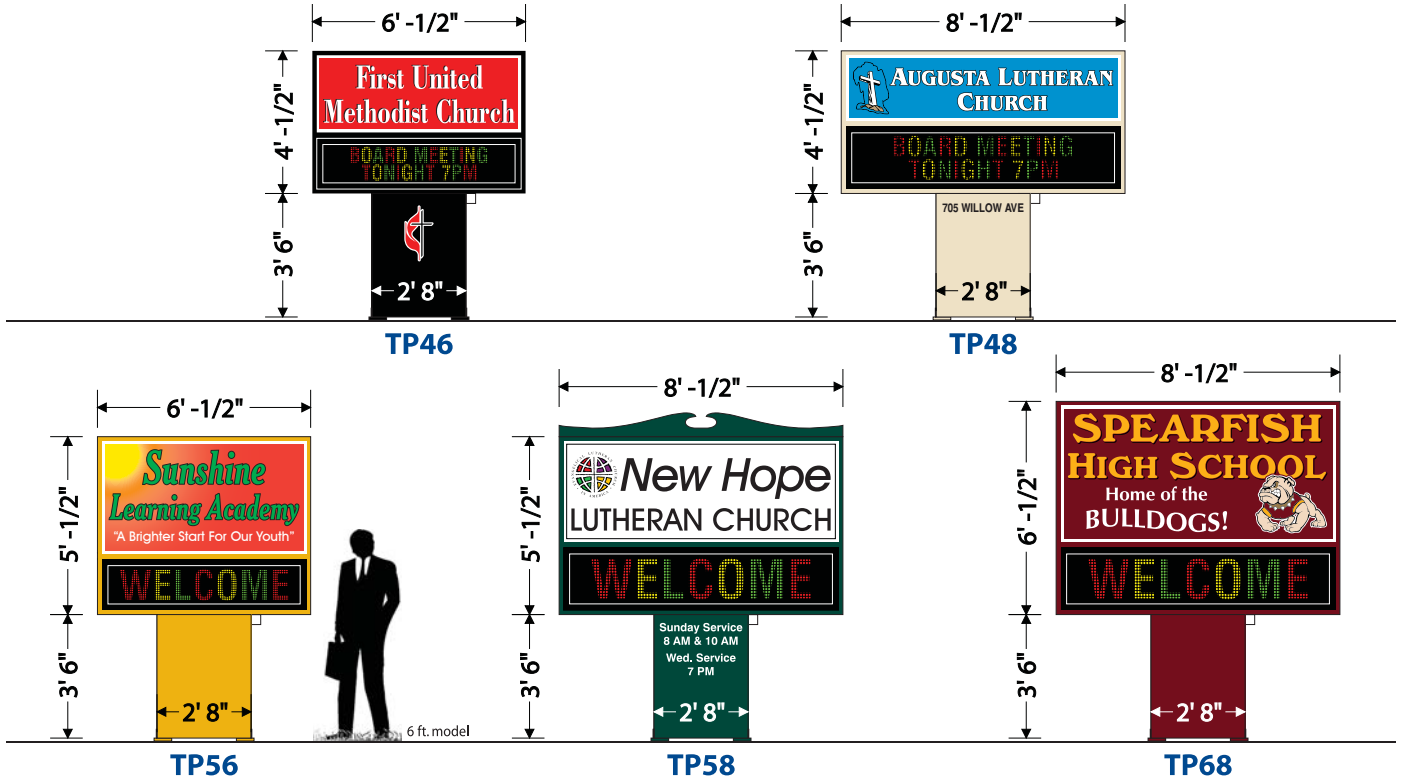 6' -1/2"
4' -1/2"
First United
Methodist Church
BOARD MEETING
TONIGHT 7PM
3' 6"
2' 8"
TP46
8' -1/2"
4' -1/2"
AUGUSTA LUTHERAN
CHURCH
BOARD MEETING
TONIGHT 7PM
705 WILLOW AVE
3' 6"
2' 8"
TP48
6' -1/2"
5' -1/2"
Sunshine
Learning Academy
"A Brighter Start For Our Youth"
WELCOME
3' 6"
2' 8"
TP56
6 ft. model
8' -1/2"
5' -1/2"
New Hope
LUTHERAN CHURCH
WELCOME
Sunday Service
8 AM & 10 AM
Wed. Service
7 PM
3' 6"
2' 8"
TP58
8' -1/2"
6' -1/2"
SPEARFISH
HIGH SCHOOL
Home of the
BULLDOGS!
WELCOME
3' 6"
2' 8"
TP68